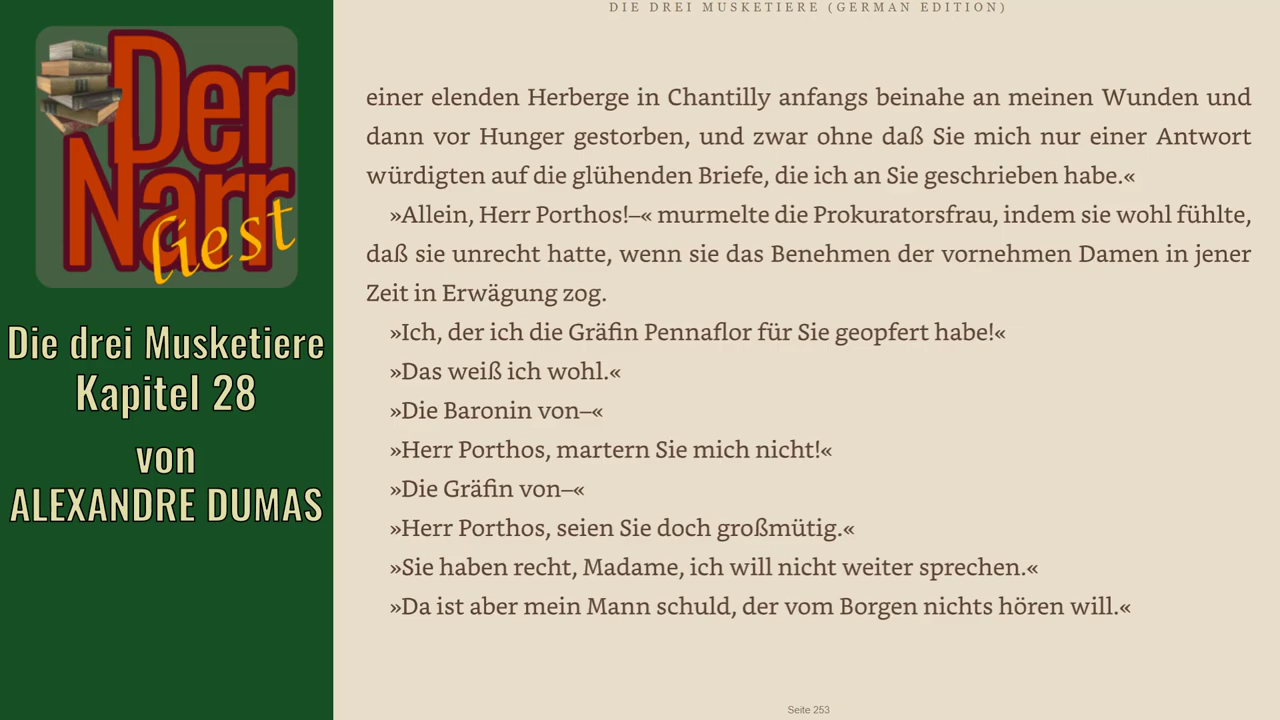 Der
Narr
liest
Die drei Musketiere
Kapitel 28
von
ALEXANDRE DUMAS
DIE DREI MUSKETIERE (GERMAN EDITION)
einer elenden Herberge in Chantilly anfangs beinahe an meinen Wunden und
dann vor Hunger gestorben, und zwar ohne daß Sie mich nur einer Antwort
würdigten auf die glühenden Briefe, die ich an Sie geschrieben habe.«
»Allein, Herr Porthos!–« murmelte die Prokuratorsfrau, indem sie wohl fühlte,
daß sie unrecht hatte, wenn sie das Benehmen der vornehmen Damen in jener
Zeit in Erwägung zog.
»Ich, der ich die Gräfin Pennaflor für Sie geopfert habe!«
»Das weiß ich wohl.«
»Die Baronin von–«
»Herr Porthos, martern Sie mich nicht!«
»Die Gräfin von–«
»Herr Porthos, seien Sie doch großmütig.«
»Sie haben recht, Madame, ich will nicht weiter sprechen.«
»Da ist aber mein Mann schuld, der vom Borgen nichts hören will.«
Seite 253